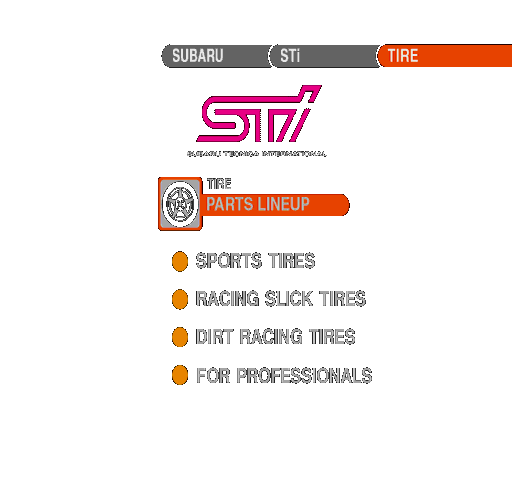 SUBARU STi TIRE
STi
SUBARU TECNICA INTERNATIONAL
TIRE
PARTS LINEUP
SPORTS TIRES
RACING SLICK TIRES
DIRT RACING TIRES
FOR PROFESSIONALS